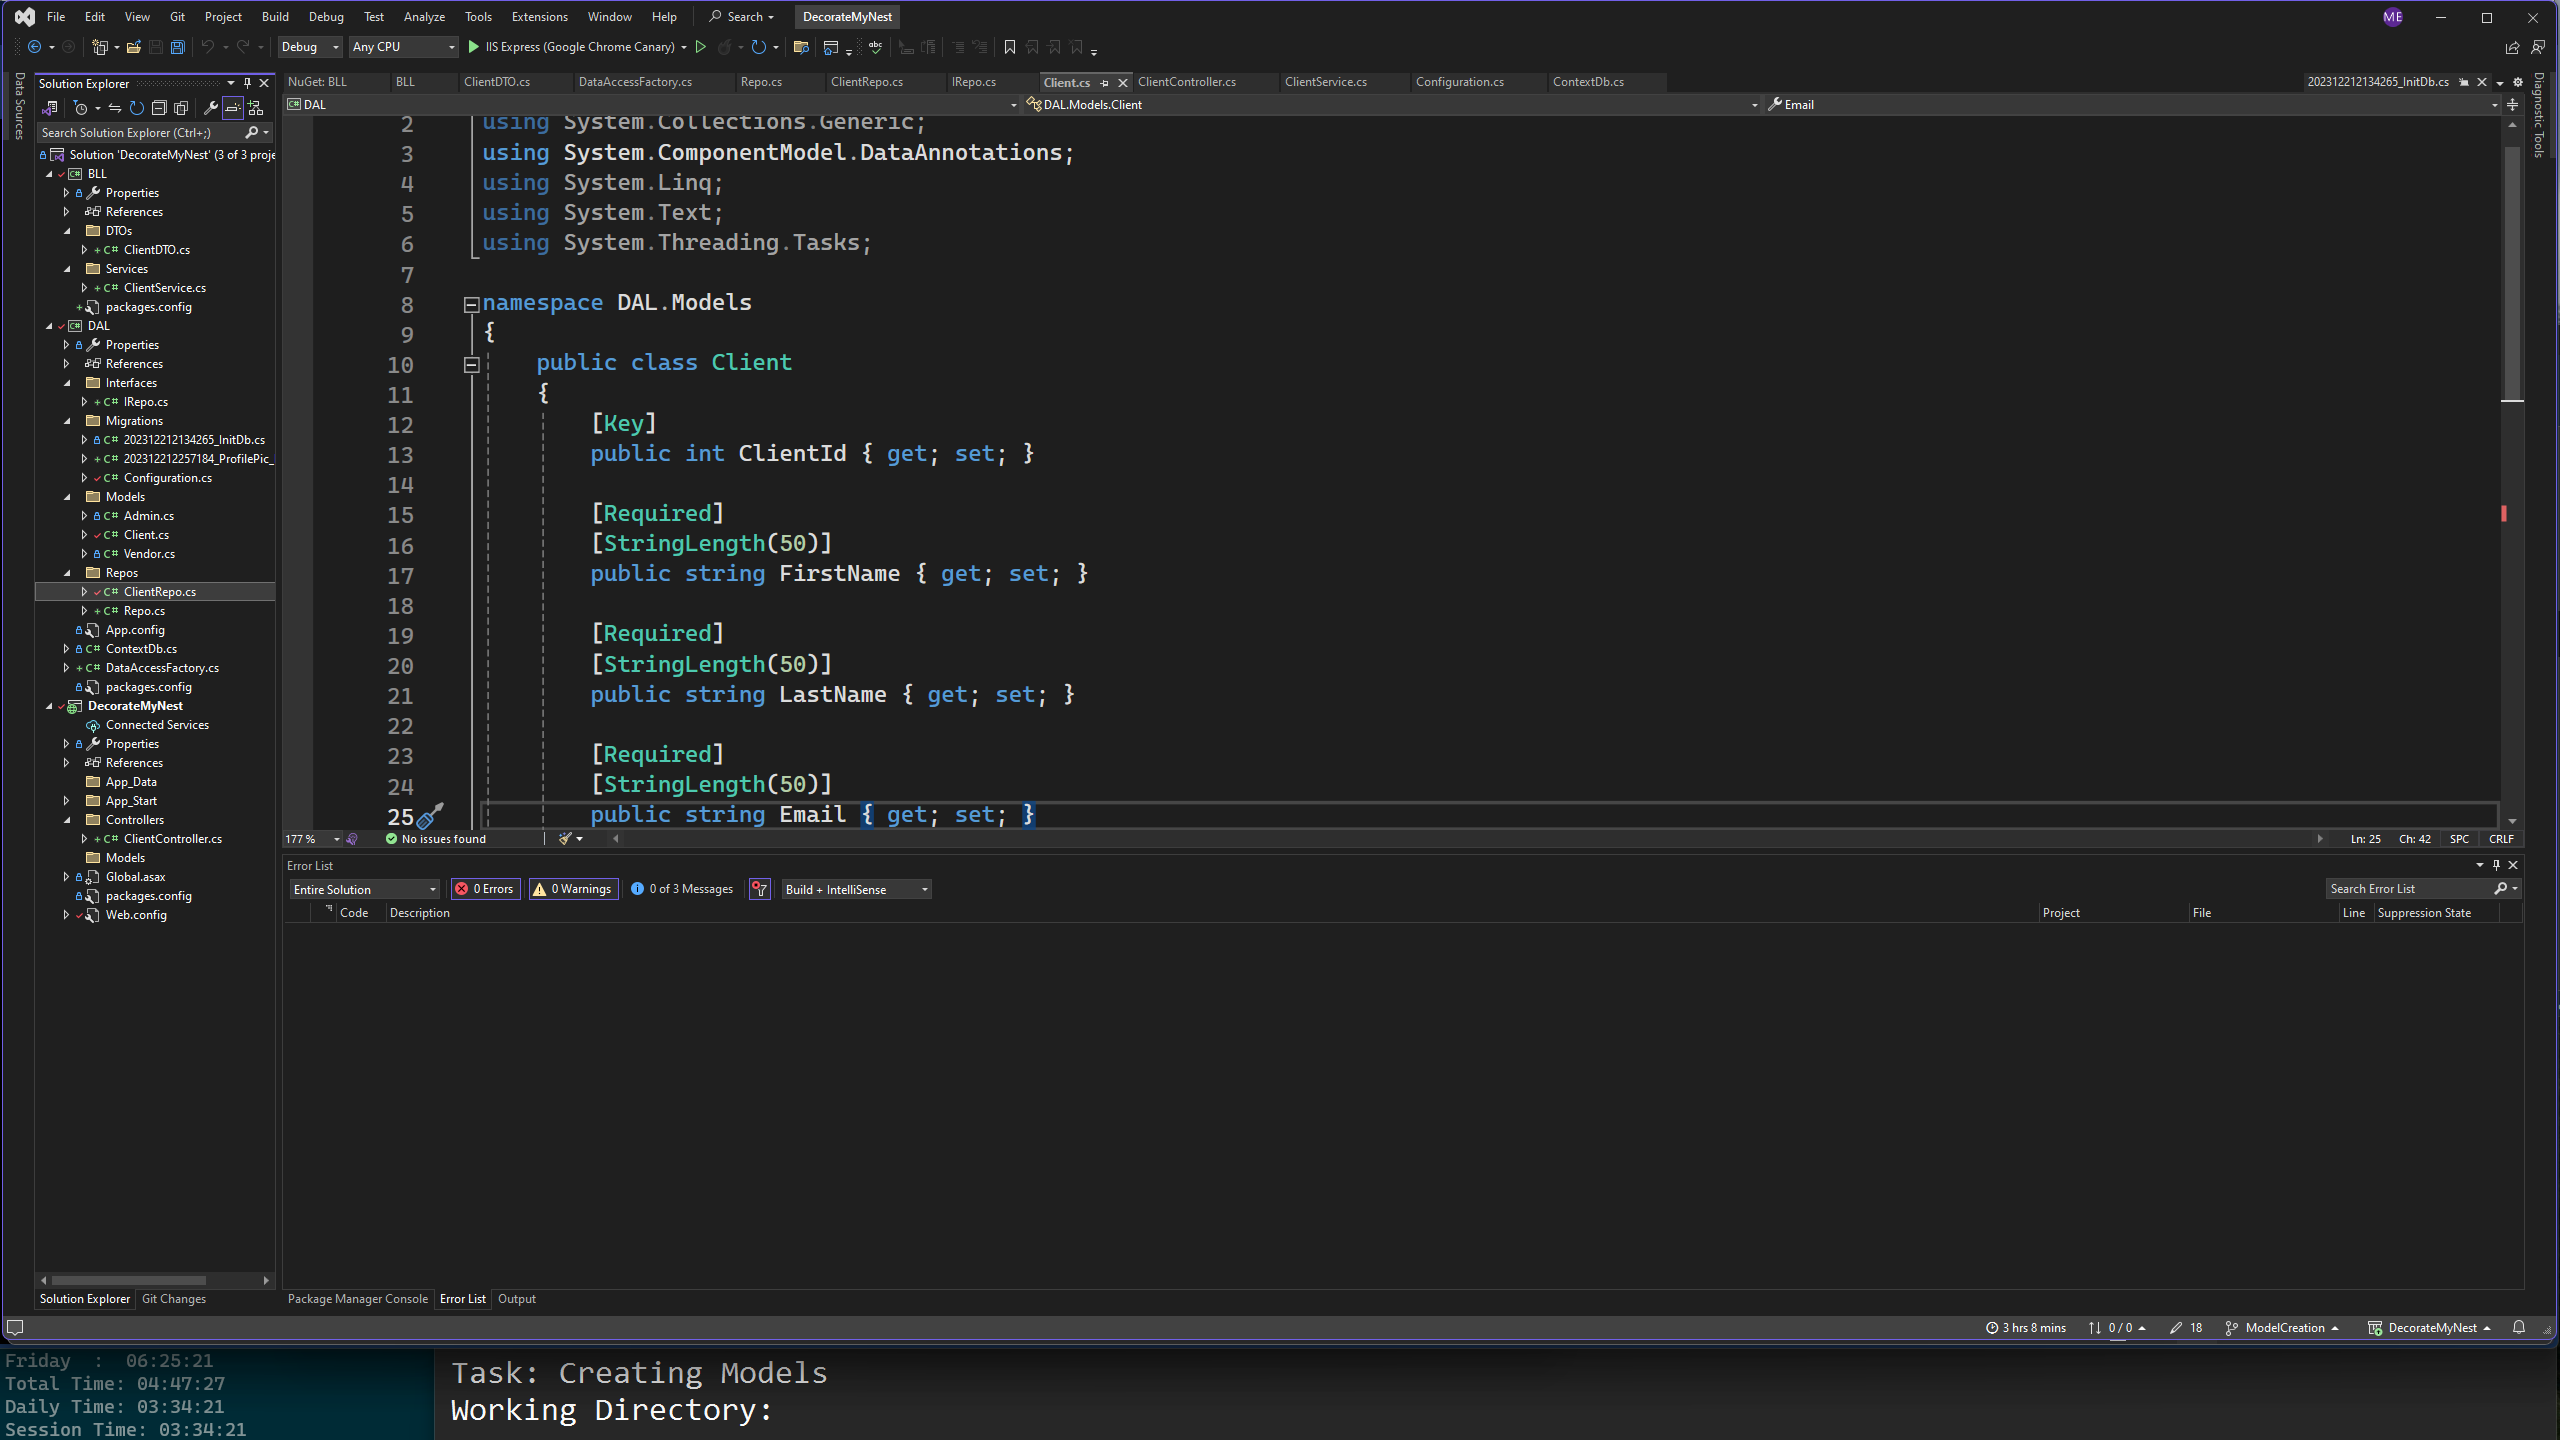 File Edit View Git Project Build Debug Test Analyze Tools Extensions Window Help Search DecorateMyNest ME
Debug Any CPU IIS Express (Google Chrome Canary)
Data Sources
Solution Explorer
Search Solution Explorer (Ctrl+;)
Solution 'DecorateMyNest' (3 of 3 proje
BLL
Properties
References
DTOs
C# ClientDTO.cs
Services
C# ClientService.cs
packages.config
DAL
Properties
References
Interfaces
C# IRepo.cs
Migrations
C# 202312212134265_InitDb.cs
C# 202312212257184_ProfilePic_
C# Configuration.cs
Models
C# Admin.cs
C# Client.cs
C# Vendor.cs
Repos
C# ClientRepo.cs
C# Repo.cs
App.config
C# ContextDb.cs
C# DataAccessFactory.cs
packages.config
DecorateMyNest
Connected Services
Properties
References
App_Data
App_Start
Controllers
C# ClientController.cs
Models
Global.asax
packages.config
Web.config
Solution Explorer Git Changes
NuGet: BLL BLL ClientDTO.cs DataAccessFactory.cs Repo.cs ClientRepo.cs IRepo.cs Client.cs ClientController.cs ClientService.cs Configuration.cs ContextDb.cs 202312212134265_InitDb.cs
DAL DAL.Models.Client Email
2 using System.Collections.Generic;
3 using System.ComponentModel.DataAnnotations;
4 using System.Linq;
5 using System.Text;
6 using System.Threading.Tasks;
7
8 namespace DAL.Models
9 {
10 public class Client
11 {
12 [Key]
13 public int ClientId { get; set; }
14
15 [Required]
16 [StringLength(50)]
17 public string FirstName { get; set; }
18
19 [Required]
20 [StringLength(50)]
21 public string LastName { get; set; }
22
23 [Required]
24 [StringLength(50)]
25 public string Email { get; set; }
177 % No issues found Ln: 25 Ch: 42 SPC CRLF
Diagnostic Tools
Error List
Entire Solution 0 Errors 0 Warnings 0 of 3 Messages Build + IntelliSense Search Error List
Code Description Project File Line Suppression State
Package Manager Console Error List Output
3 hrs 8 mins 0 / 0 18 ModelCreation DecorateMyNest
Friday : 06:25:21
Total Time: 04:47:27
Daily Time: 03:34:21
Session Time: 03:34:21
Task: Creating Models
Working Directory: